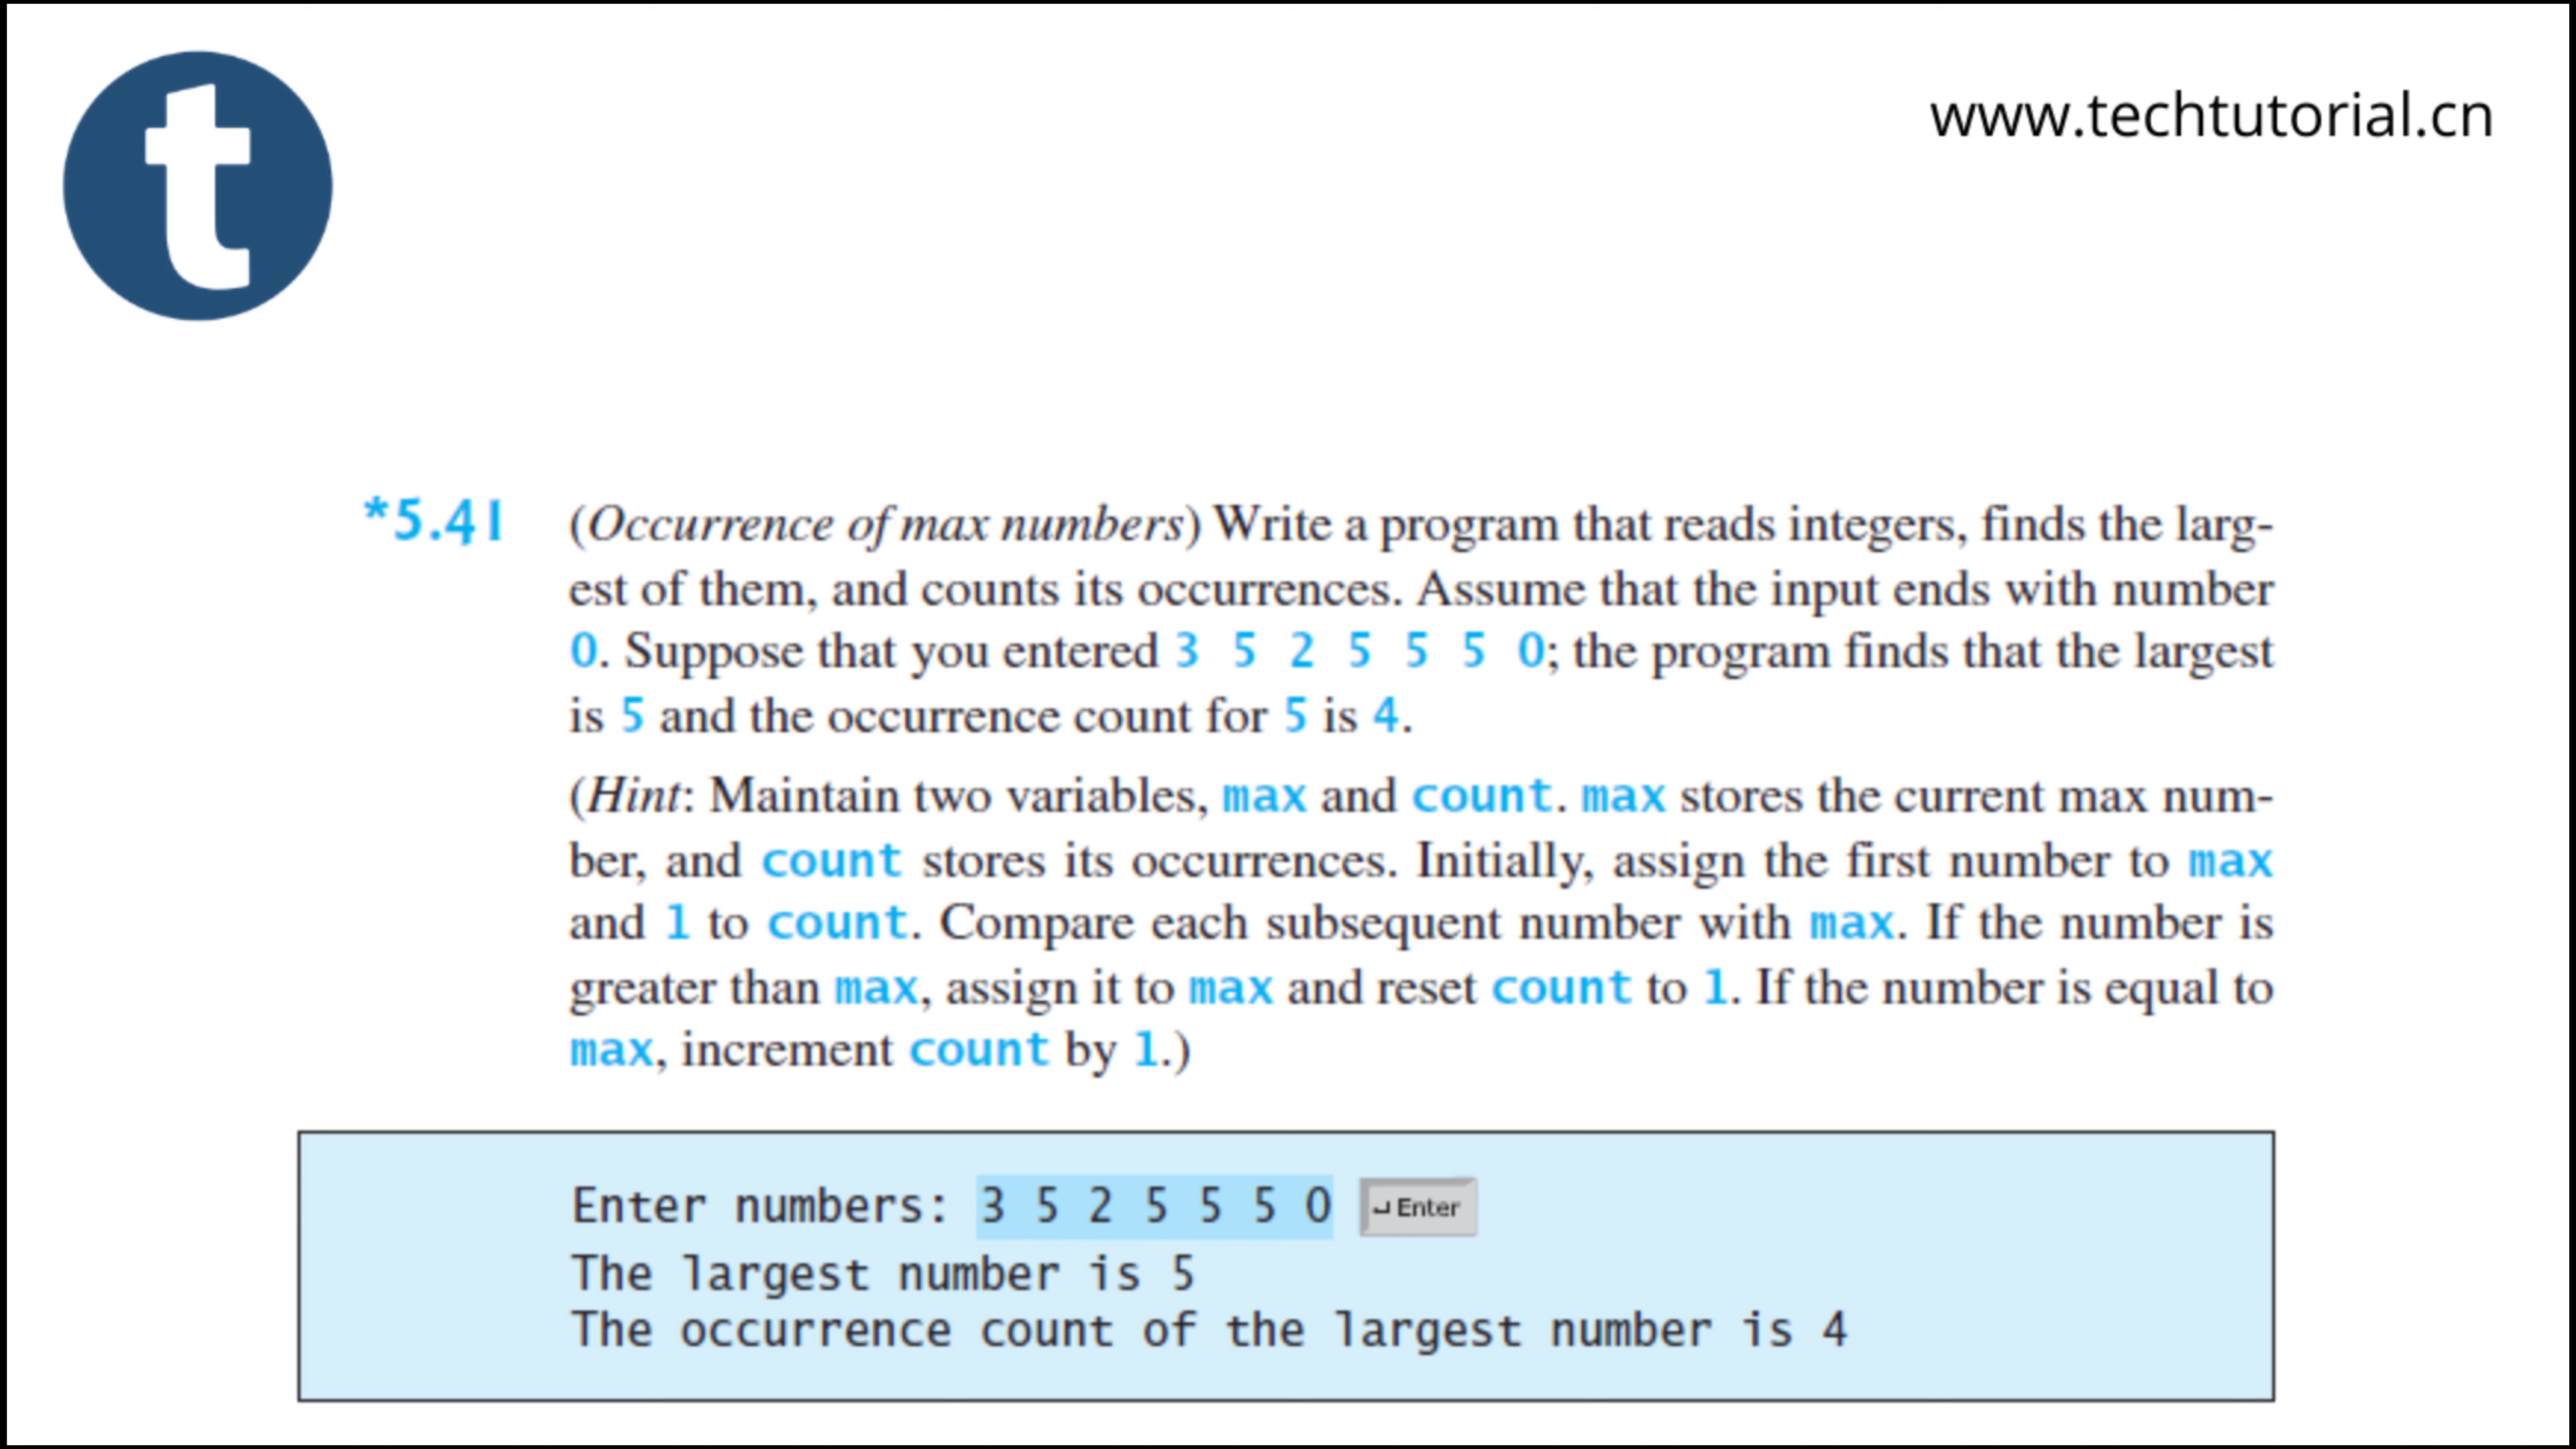 t
www.techtutorial.cn
*5.41 (Occurrence of max numbers) Write a program that reads integers, finds the larg-
est of them, and counts its occurrences. Assume that the input ends with number
0. Suppose that you entered 3 5 2 5 5 5 0; the program finds that the largest
is 5 and the occurrence count for 5 is 4.
(Hint: Maintain two variables, max and count. max stores the current max num-
ber, and count stores its occurrences. Initially, assign the first number to max
and 1 to count. Compare each subsequent number with max. If the number is
greater than max, assign it to max and reset count to 1. If the number is equal to
max, increment count by 1.)
Enter numbers: 3 5 2 5 5 5 0 ↵Enter
The largest number is 5
The occurrence count of the largest number is 4